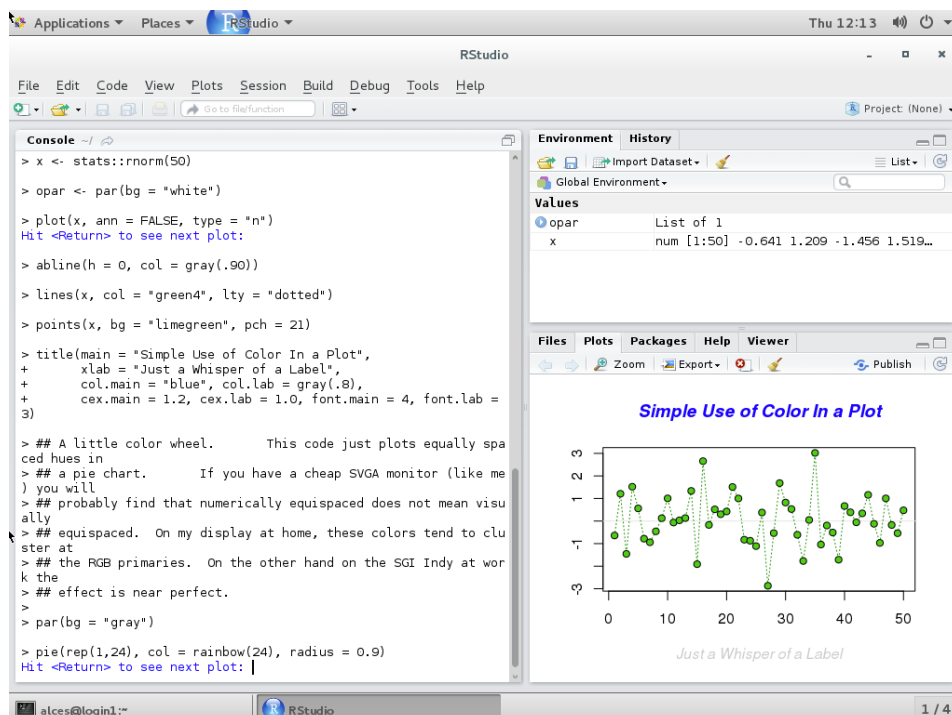 Applications Places RStudio Thu 12:13
RStudio
File Edit Code View Plots Session Build Debug Tools Help
Go to file/function Project: (None)
Console ~/
> x <- stats::rnorm(50)
> opar <- par(bg = "white")
> plot(x, ann = FALSE, type = "n")
Hit <Return> to see next plot:
> abline(h = 0, col = gray(.90))
> lines(x, col = "green4", lty = "dotted")
> points(x, bg = "limegreen", pch = 21)
> title(main = "Simple Use of Color In a Plot",
+ xlab = "Just a Whisper of a Label",
+ col.main = "blue", col.lab = gray(.8),
+ cex.main = 1.2, cex.lab = 1.0, font.main = 4, font.lab =
3)
> ## A little color wheel. This code just plots equally spa
ced hues in
> ## a pie chart. If you have a cheap SVGA monitor (like me
) you will
> ## probably find that numerically equispaced does not mean visu
ally
> ## equispaced. On my display at home, these colors tend to clu
ster at
> ## the RGB primaries. On the other hand on the SGI Indy at wor
k the
> ## effect is near perfect.
>
> par(bg = "gray")
> pie(rep(1,24), col = rainbow(24), radius = 0.9)
Hit <Return> to see next plot:
Environment History
Import Dataset List
Global Environment
Values
opar List of 1
x num [1:50] -0.641 1.209 -1.456 1.519…
Files Plots Packages Help Viewer
Zoom Export Publish
Simple Use of Color In a Plot
3
2
1
-1
-3
0 10 20 30 40 50
Just a Whisper of a Label
alces@login1:~ RStudio 1 / 4